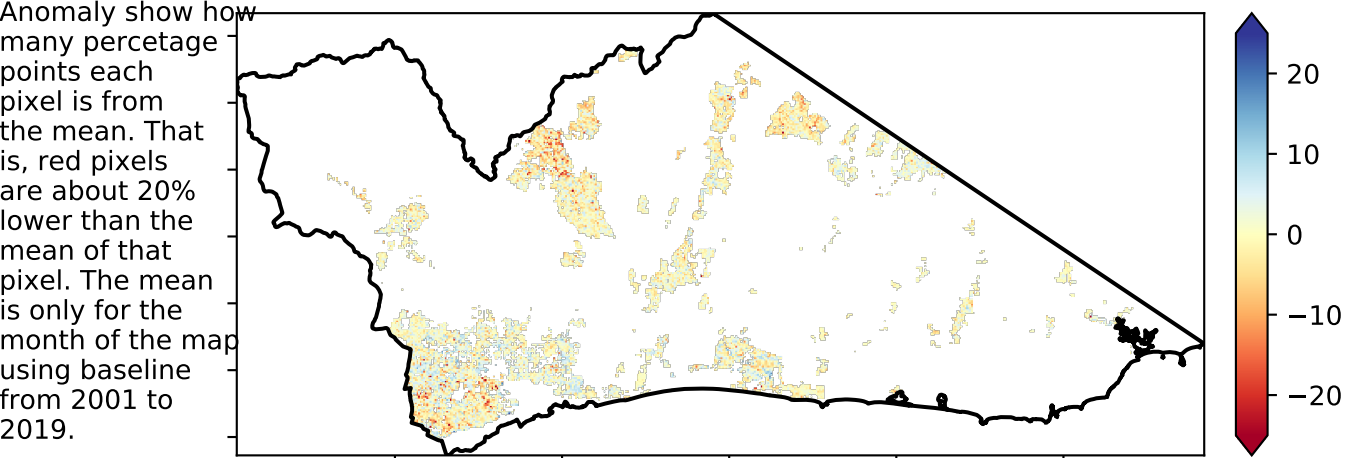 Anomaly show how
many percetage
points each
pixel is from
the mean. That
is, red pixels
are about 20%
lower than the
mean of that
pixel. The mean
is only for the
month of the map
using baseline
from 2001 to
2019.
20
10
0
−10
−20